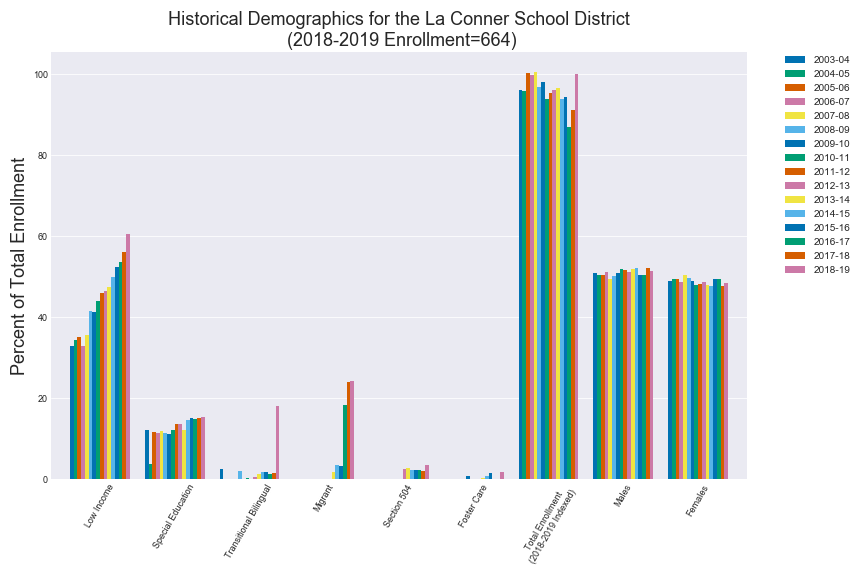 Historical Demographics for the La Conner School District
(2018-2019 Enrollment=664)
Percent of Total Enrollment
100
80
60
40
20
0
Low Income
Special Education
Transitional Bilingual
Migrant
Section 504
Foster Care
Total Enrollment
(2018-2019 Indexed)
Males
Females
2003-04
2004-05
2005-06
2006-07
2007-08
2008-09
2009-10
2010-11
2011-12
2012-13
2013-14
2014-15
2015-16
2016-17
2017-18
2018-19